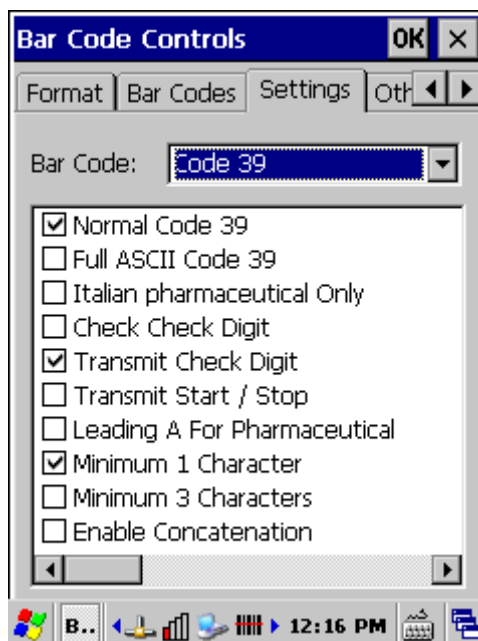 Bar Code Controls OK ×
Format Bar Codes Settings Oth
Bar Code: Code 39
Normal Code 39
Full ASCII Code 39
Italian pharmaceutical Only
Check Check Digit
Transmit Check Digit
Transmit Start / Stop
Leading A For Pharmaceutical
Minimum 1 Character
Minimum 3 Characters
Enable Concatenation
B.. 12:16 PM